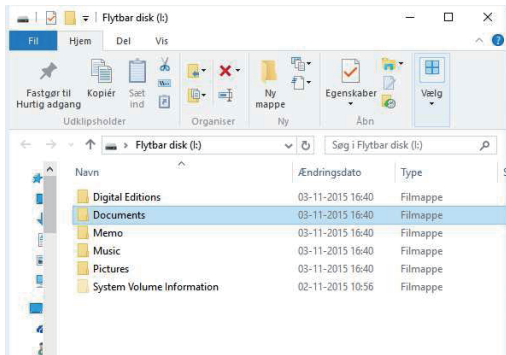 Flytbar disk (I:)
Fil Hjem Del Vis
Fastgør til Hurtig adgang
Kopiér
Sæt ind
Ny mappe
Egenskaber
Vælg
Udklipsholder Organiser Ny Åbn
Flytbar disk (I:) Søg i Flytbar disk (I:)
Navn Ændringsdato Type
Digital Editions 03-11-2015 16:40 Filmappe
Documents 03-11-2015 16:40 Filmappe
Memo 03-11-2015 16:40 Filmappe
Music 03-11-2015 16:40 Filmappe
Pictures 03-11-2015 16:40 Filmappe
System Volume Information 02-11-2015 10:56 Filmappe